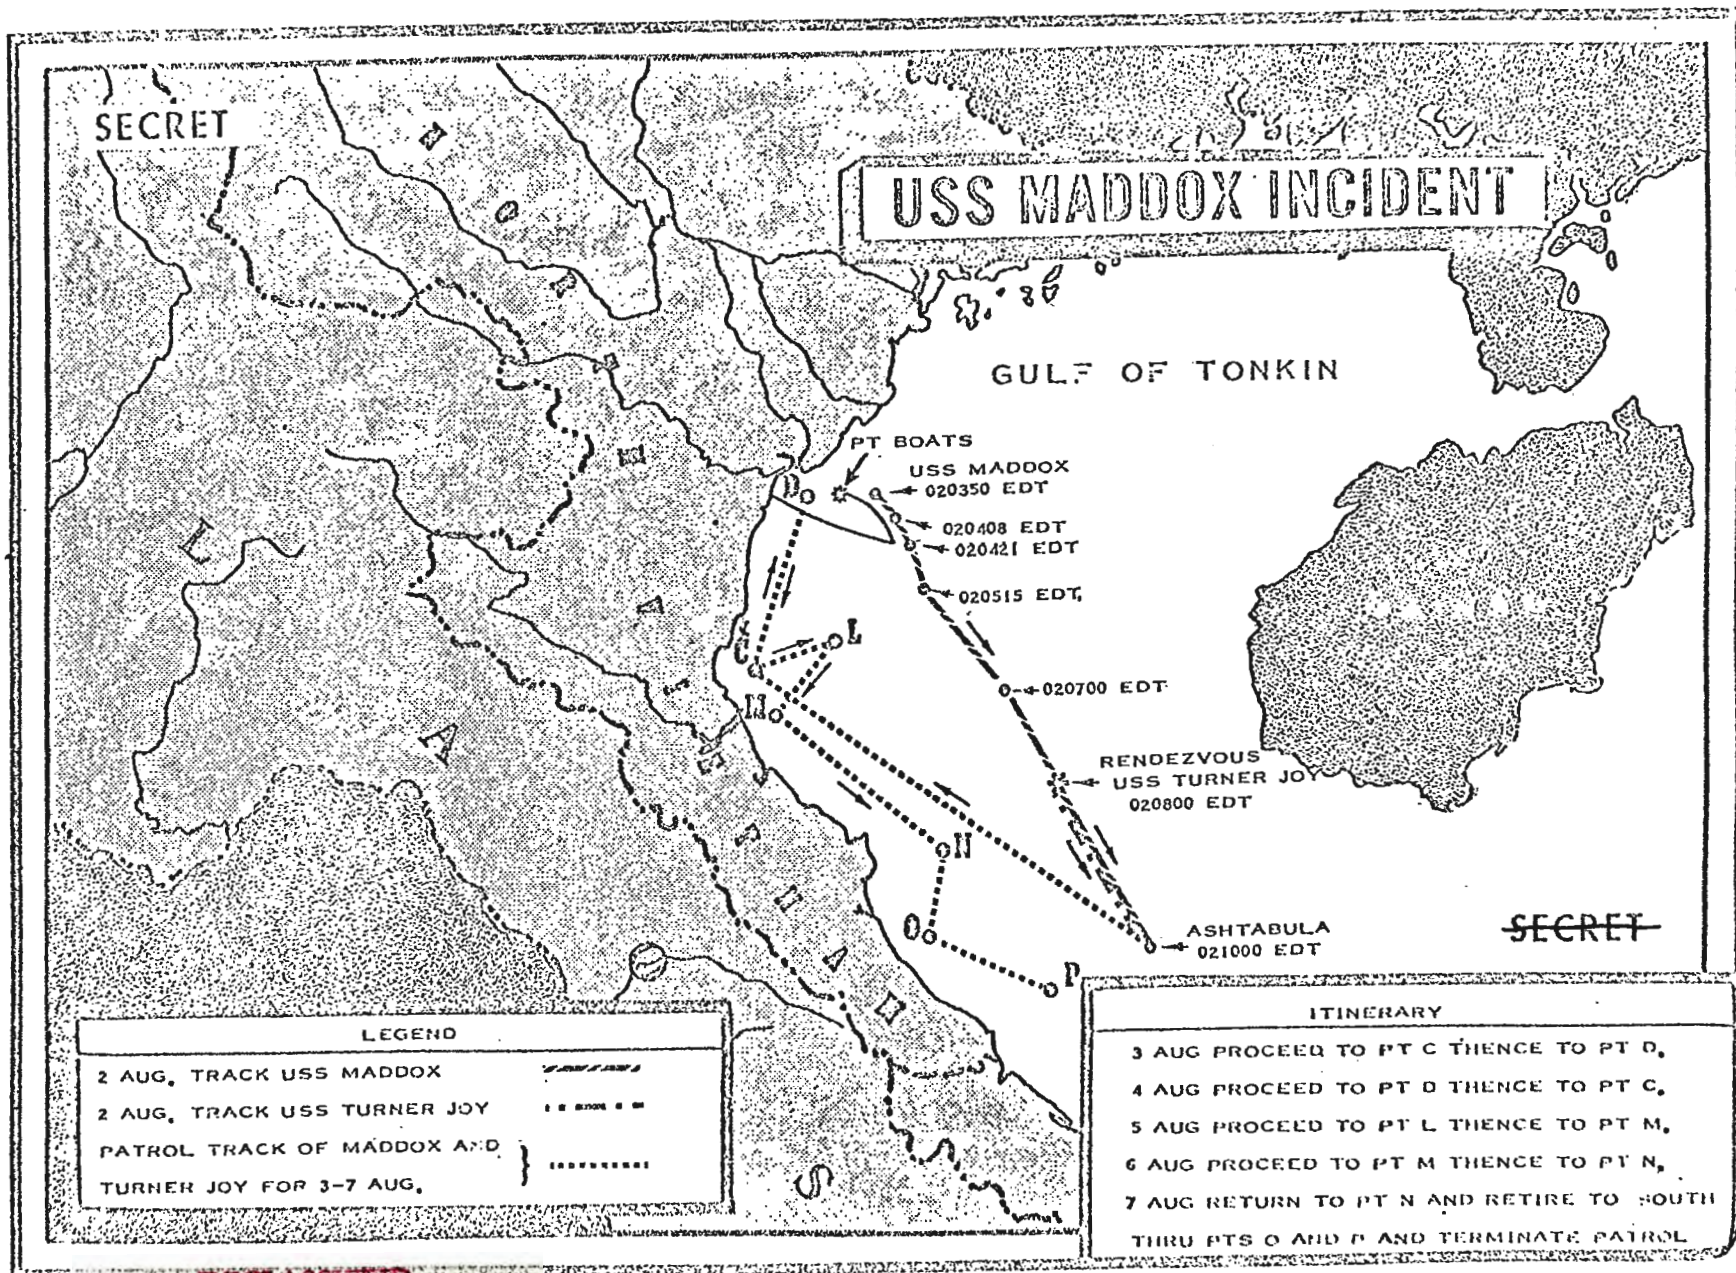 SECRET
USS MADDOX INCIDENT
NORTH VIETNAM
LAOS
GULF OF TONKIN
PT BOATS
USS MADDOX
020350 EDT
020408 EDT
020421 EDT
020515 EDT.
020700 EDT
RENDEZVOUS
USS TURNER JOY
020800 EDT
ASHTABULA
021000 EDT
D
C
L
M
N
O
P
SECRET
LEGEND
2 AUG. TRACK USS MADDOX
2 AUG. TRACK USS TURNER JOY
PATROL TRACK OF MADDOX AND
TURNER JOY FOR 3-7 AUG.
ITINERARY
3 AUG PROCEED TO PT C THENCE TO PT D.
4 AUG PROCEED TO PT D THENCE TO PT C.
5 AUG PROCEED TO PT L THENCE TO PT M.
6 AUG PROCEED TO PT M THENCE TO PT N.
7 AUG RETURN TO PT N AND RETIRE TO SOUTH
THRU PTS O AND P AND TERMINATE PATROL